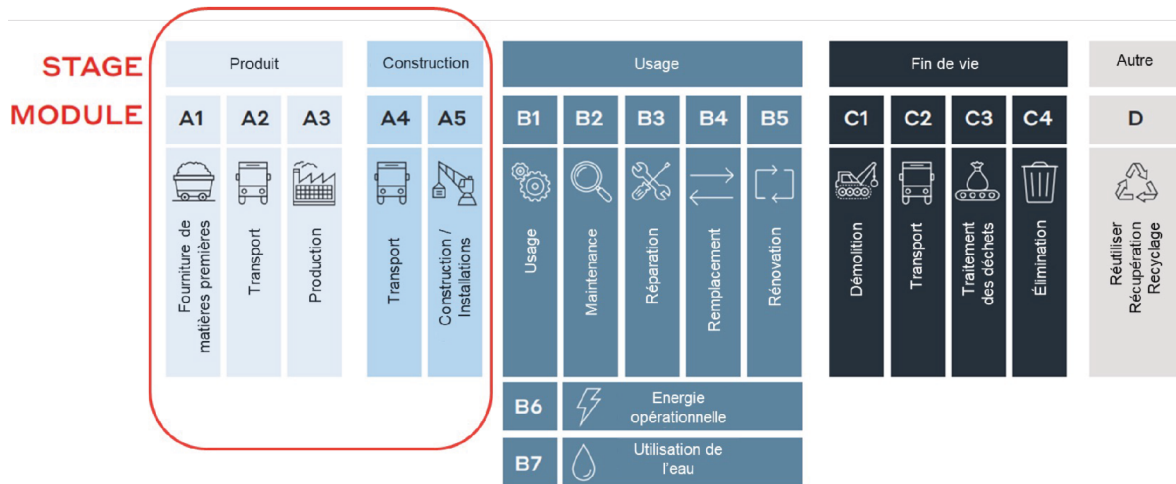 STAGE
Produit
Construction
Usage
Fin de vie
Autre
MODULE
A1
A2
A3
A4
A5
B1
B2
B3
B4
B5
C1
C2
C3
C4
D
Fourniture de
matières premières
Transport
Production
Transport
Construction /
Installations
Usage
Maintenance
Réparation
Remplacement
Rénovation
Démolition
Transport
Traitement
des déchets
Élimination
Réutiliser
Récupération
Recyclage
B6
Energie
opérationnelle
B7
Utilisation de
l'eau